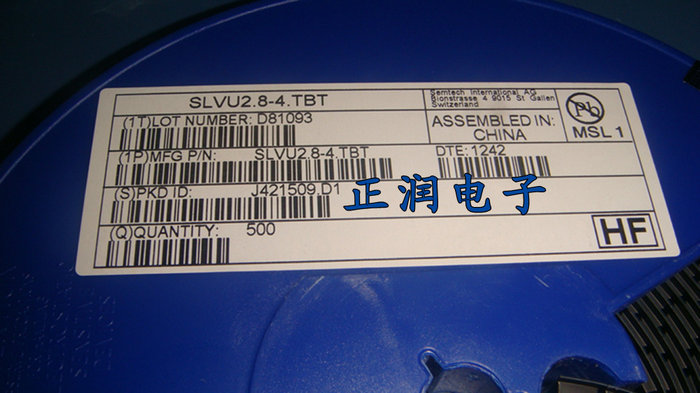 SLVU2.8-4.TBT
Semtech International AG
Bionstrasse 4 9015 St Gallen
Switzerland
(1T)LOT NUMBER: D81093
ASSEMBLED IN:
CHINA
Pb
MSL 1
(1P)MFG P/N: SLVU2.8-4.TBT
DTE: 1242
(S)PKD ID: J421509.D1
正润电子
(Q)QUANTITY: 500
HF